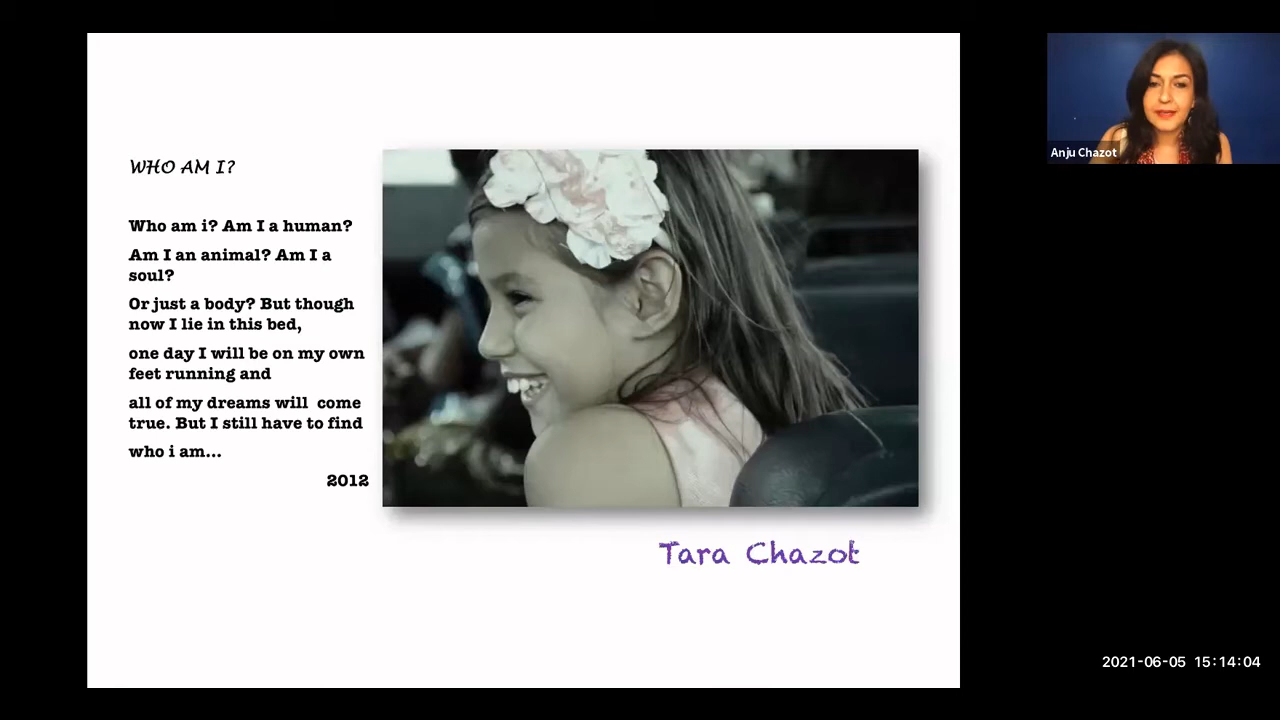 WHO AM I?
Who am i? Am I a human?
Am I an animal? Am I a
soul?
Or just a body? But though
now I lie in this bed,
one day I will be on my own
feet running and
all of my dreams will  come
true. But I still have to find
who i am...
2012
Tara Chazot
Anju Chazot
2021-06-05 15:14:04